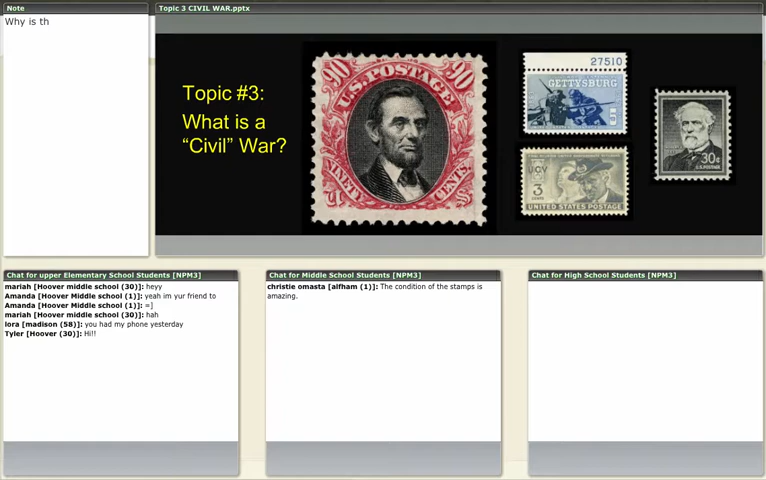 Note
Why is th
Topic 3 CIVIL WAR.pptx
Topic #3:
What is a
“Civil” War?
90 U.S. POSTAGE 90
NINETY CENTS.
27510
GETTYSBURG
UCV
3
CENTS
UNITED STATES POSTAGE
30¢
U.S. POSTAGE
Chat for upper Elementary School Students [NPM3]
mariah [Hoover middle school (30)]: heyy
Amanda [Hoover Middle school (1)]: yeah im yur friend to
Amanda [Hoover Middle school (1)]: =]
mariah [Hoover middle school (30)]: hah
lora [madison (58)]: you had my phone yesterday
Tyler [Hoover (30)]: Hi!!
Chat for Middle School Students [NPM3]
christie omasta [alfham (1)]: The condition of the stamps is
amazing.
Chat for High School Students [NPM3]